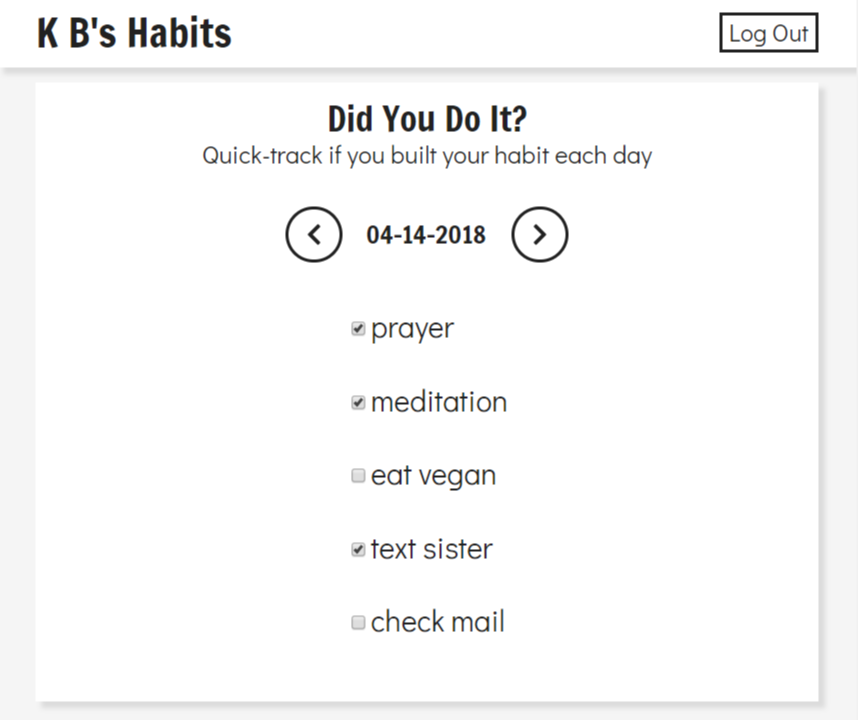 K B's Habits
Log Out
Did You Do It?
Quick-track if you built your habit each day
04-14-2018
prayer
meditation
eat vegan
text sister
check mail